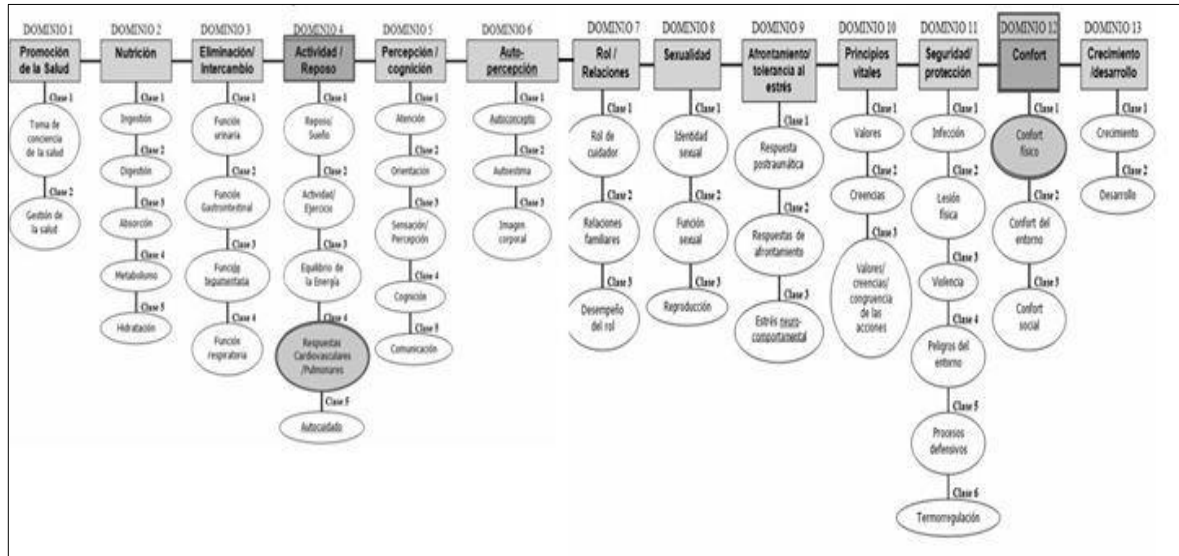 DOMINIO 1
Promoción
de la Salud
Clase 1
Toma de
conciencia
de la salud
Clase 2
Gestión de
la salud
DOMINIO 2
Nutrición
Clase 1
Ingestión
Clase 2
Digestión
Clase 3
Absorción
Clase 4
Metabolismo
Clase 5
Hidratación
DOMINIO 3
Eliminación/
Intercambio
Clase 1
Función
urinaria
Clase 2
Función
Gastrointestinal
Clase 3
Función
tegumentaria
Clase 4
Función
respiratoria
DOMINIO 4
Actividad /
Reposo
Clase 1
Reposo/
Sueño
Clase 2
Actividad/
Ejercicio
Clase 3
Equilibrio de
la Energía
Clase 4
Respuestas
Cardiovasculares
/Pulmonares
Clase 5
Autocuidado
DOMINIO 5
Percepción /
cognición
Clase 1
Atención
Clase 2
Orientación
Clase 3
Sensación/
Percepción
Clase 4
Cognición
Clase 5
Comunicación
DOMINIO 6
Auto-
percepción
Clase 1
Autoconcepto
Clase 2
Autoestima
Clase 3
Imagen
corporal
DOMINIO 7
Rol /
Relaciones
Clase 1
Rol de
cuidador
Clase 2
Relaciones
familiares
Clase 3
Desempeño
del rol
DOMINIO 8
Sexualidad
Clase 1
Identidad
sexual
Clase 2
Función
sexual
Clase 3
Reproducción
DOMINIO 9
Afrontamiento/
tolerancia al
estrés
Clase 1
Respuesta
postraumática
Clase 2
Respuestas de
afrontamiento
Clase 3
Estrés neuro-
comportamental
DOMINIO 10
Principios
vitales
Clase 1
Valores
Clase 2
Creencias
Clase 3
Valores/
creencias/
congruencia
de las
acciones
DOMINIO 11
Seguridad/
protección
Clase 1
Infección
Clase 2
Lesión
física
Clase 3
Violencia
Clase 4
Peligros del
entorno
Clase 5
Procesos
defensivos
Clase 6
Termorregulación
DOMINIO 12
Confort
Clase 1
Confort
físico
Clase 2
Confort del
entorno
Clase 3
Confort
social
DOMINIO 13
Crecimiento
/desarrollo
Clase 1
Crecimiento
Clase 2
Desarrollo